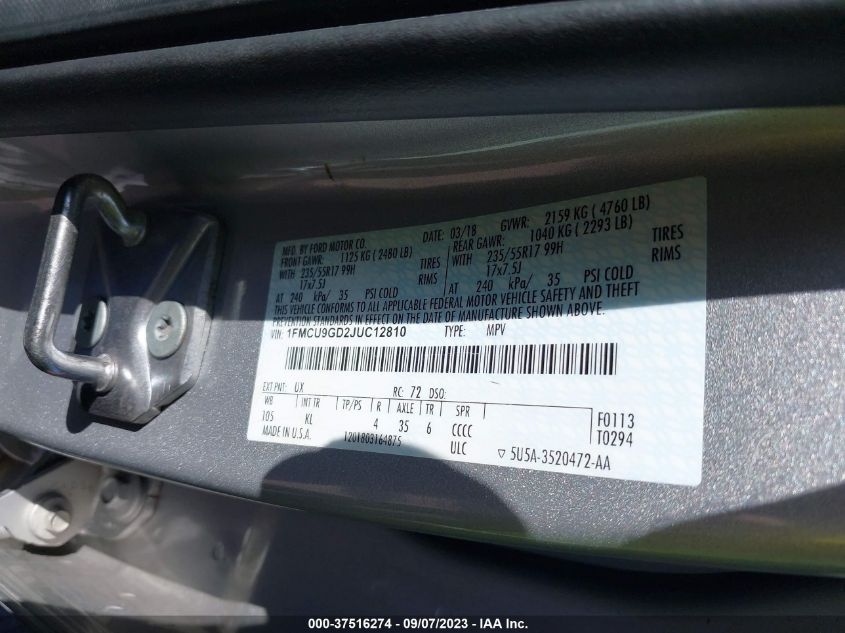 MFD. BY FORD MOTOR CO.
DATE: 03/18 GVWR: 2159 KG ( 4760 LB)
FRONT GAWR: 1125 KG ( 2480 LB) REAR GAWR: 1040 KG ( 2293 LB)
WITH 235/55R17 99H TIRES WITH 235/55R17 99H TIRES
17x7.5J RIMS 17x7.5J RIMS
AT 240 kPa/ 35 PSI COLD AT 240 kPa/ 35 PSI COLD
THIS VEHICLE CONFORMS TO ALL APPLICABLE FEDERAL MOTOR VEHICLE SAFETY AND THEFT
PREVENTION STANDARDS IN EFFECT ON THE DATE OF MANUFACTURE SHOWN ABOVE.
VIN: 1FMCU9GD2JUC12810 TYPE: MPV
EXT PNT: UX RC: 72 DSO:
WB INT TR TP/PS R AXLE TR SPR
105 KL 4 35 6 CCCC
F0113
T0294
MADE IN U.S.A. 1201803164875 ULC
▽ 5U5A-3520472-AA
000-37516274 - 09/07/2023 - IAA Inc.